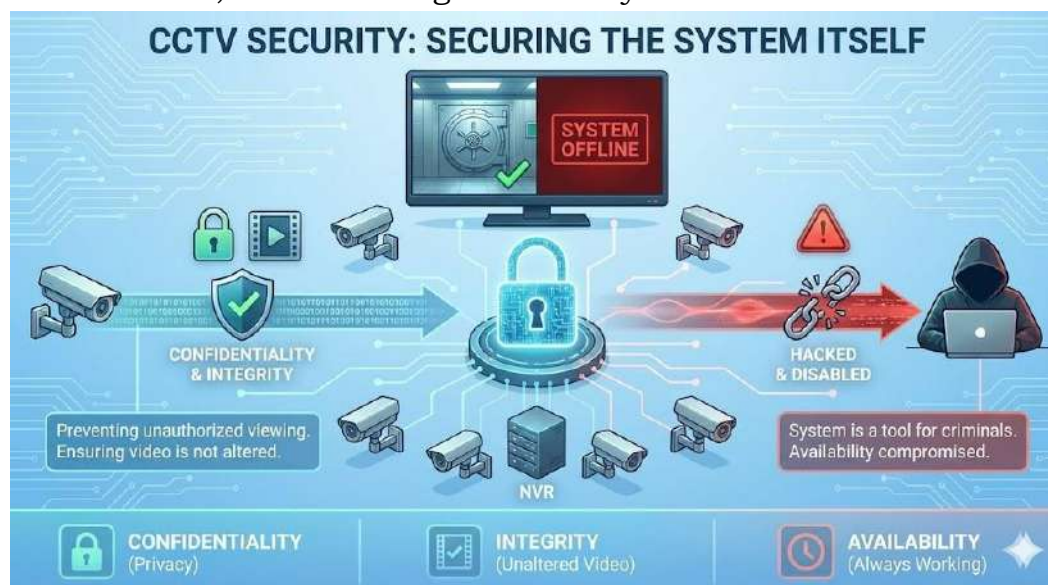 CCTV SECURITY: SECURING THE SYSTEM ITSELF
SYSTEM
OFFLINE
CONFIDENTIALITY
& INTEGRITY
HACKED
& DISABLED
Preventing unauthorized viewing.
Ensuring video is not altered.
System is a tool for criminals.
Availability compromised.
NVR
CONFIDENTIALITY
(Privacy)
INTEGRITY
(Unaltered Video)
AVAILABILITY
(Always Working)